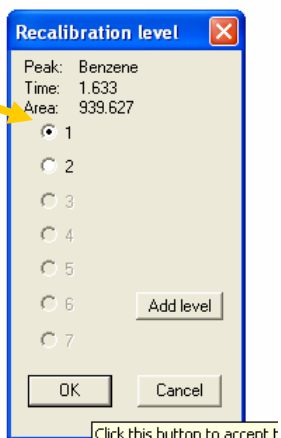 Recalibration level
Peak: Benzene
Time: 1.633
Area: 939.627
1
2
3
4
5
6 Add level
7
OK Cancel
Click this button to accept t